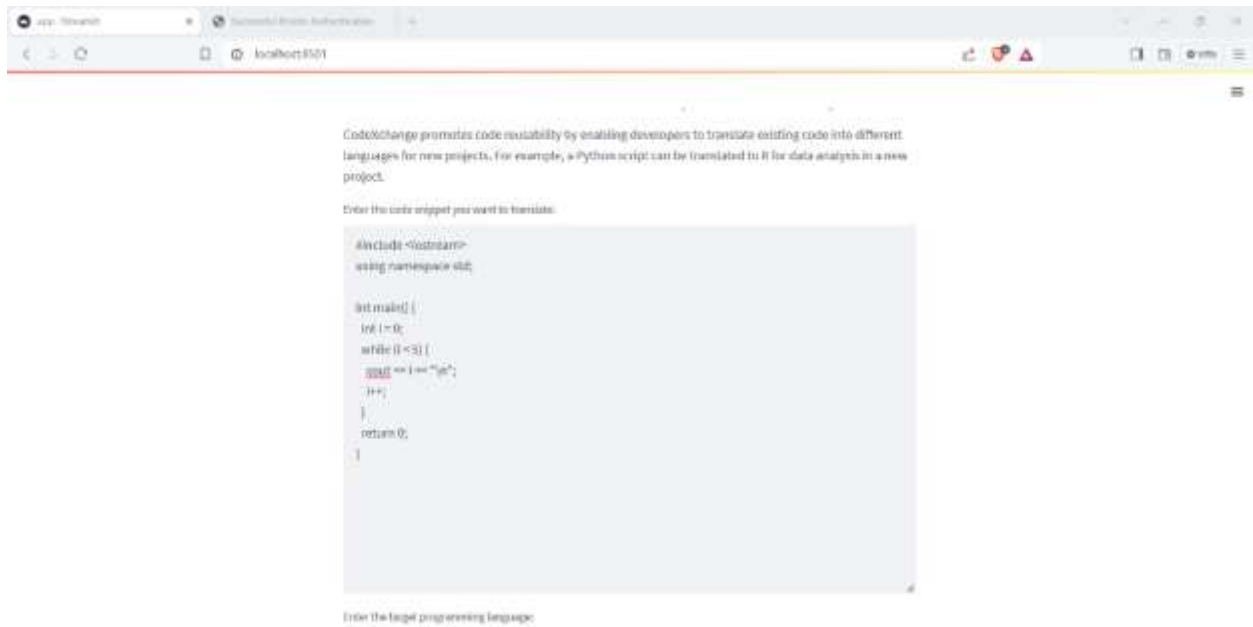 app · Streamlit
localhost:8501
VPN
CodeXchange promotes code reusability by enabling developers to translate existing code into different
languages for new projects. For example, a Python script can be translated to R for data analysis in a new
project.
Enter the code snippet you want to translate:
#include <iostream>
using namespace std;
int main() {
int i = 0;
while (i < 5) {
cout << i << "\n";
i++;
}
return 0;
}
Enter the target programming language: